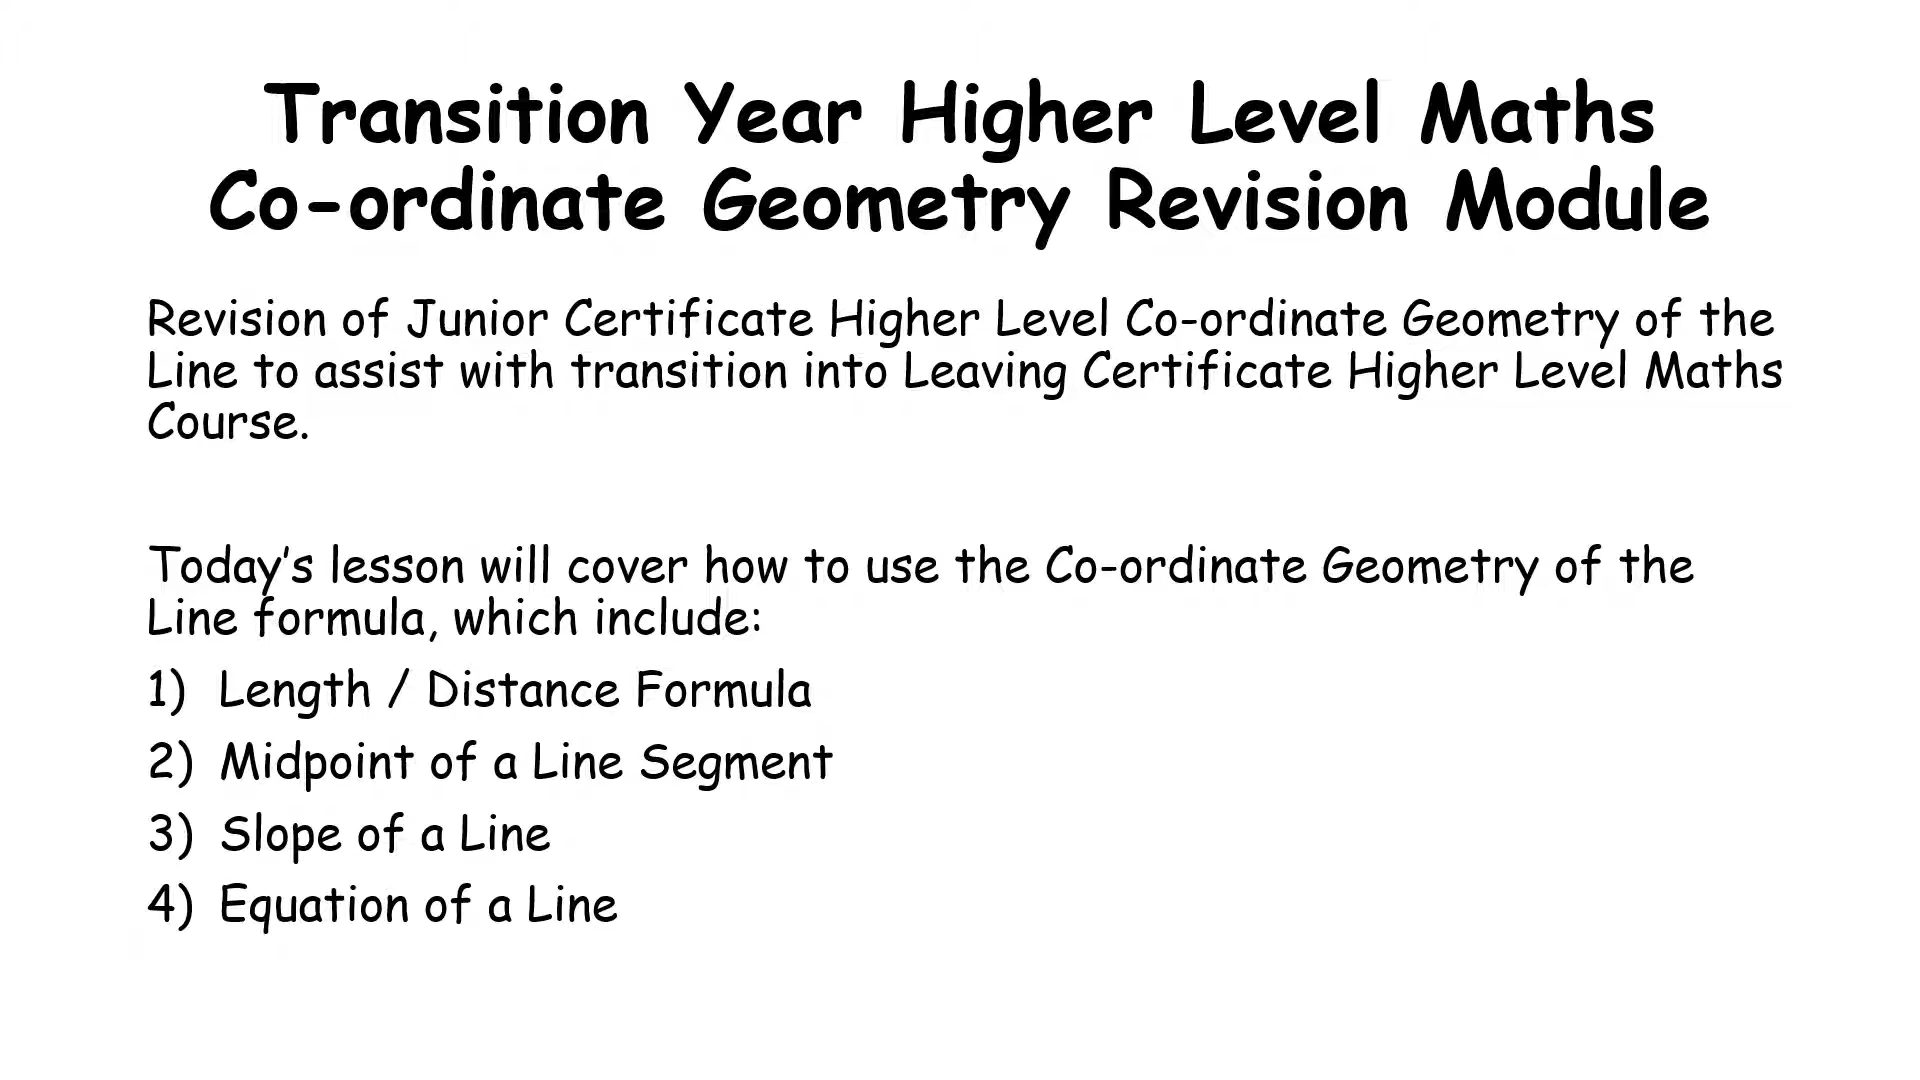 Transition Year Higher Level Maths
Co-ordinate Geometry Revision Module
Revision of Junior Certificate Higher Level Co-ordinate Geometry of the
Line to assist with transition into Leaving Certificate Higher Level Maths
Course.
Today’s lesson will cover how to use the Co-ordinate Geometry of the
Line formula, which include:
1) Length / Distance Formula
2) Midpoint of a Line Segment
3) Slope of a Line
4) Equation of a Line